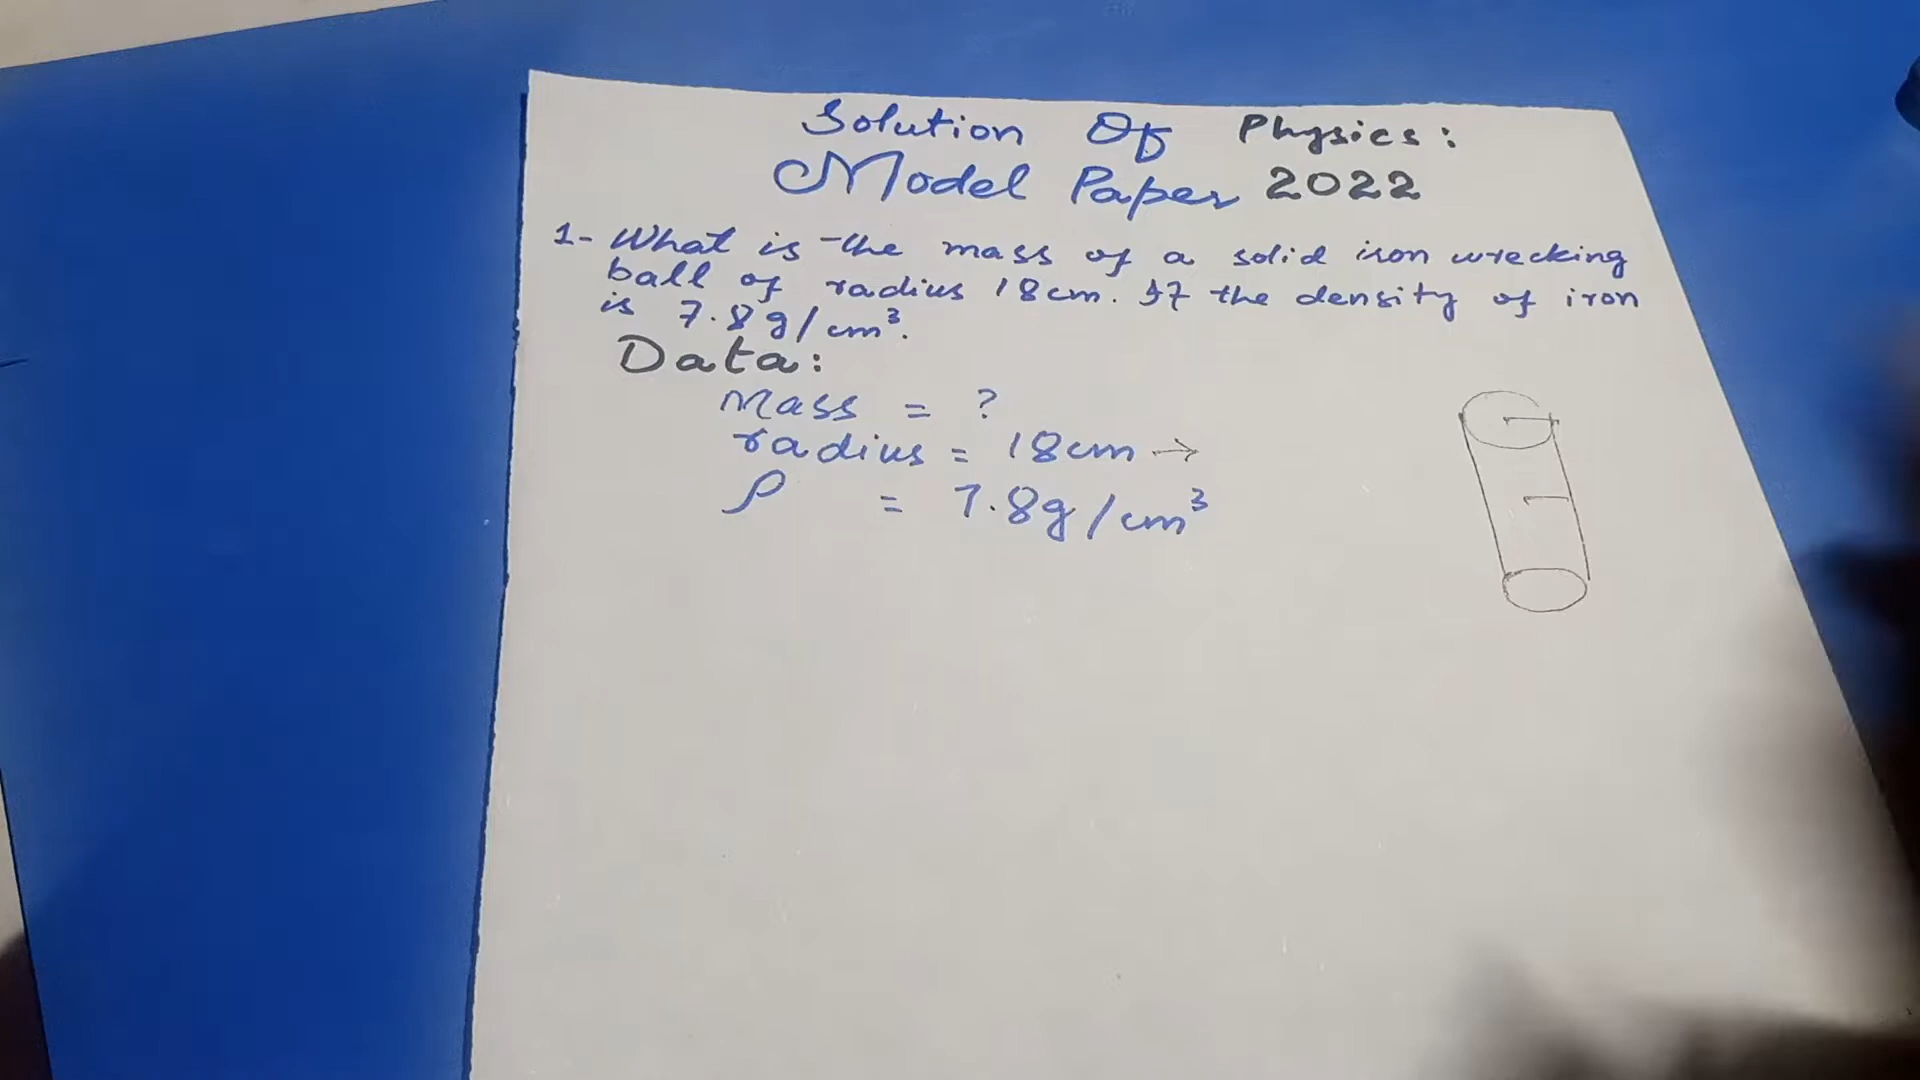 Solution Of Physics:
Model Paper 2022
1- What is the mass of a solid iron wrecking
ball of radius 18cm. If the density of iron
is 7.8g/cm³.
Data:
Mass = ?
radius = 18cm →
ρ = 7.8g/cm³